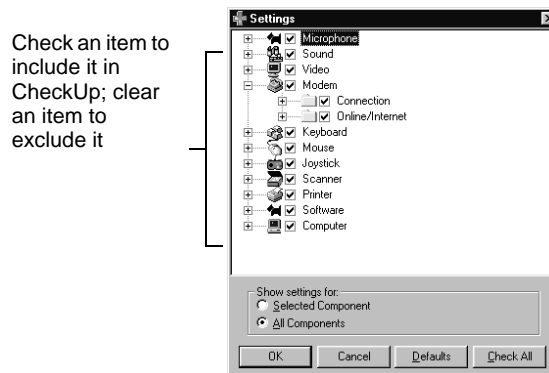 Check an item to
include it in
CheckUp; clear
an item to
exclude it
Settings
Microphone
Sound
Video
Modem
Connection
Online/Internet
Keyboard
Mouse
Joystick
Scanner
Printer
Software
Computer
Show settings for:
Selected Component
All Components
OK Cancel Defaults Check All